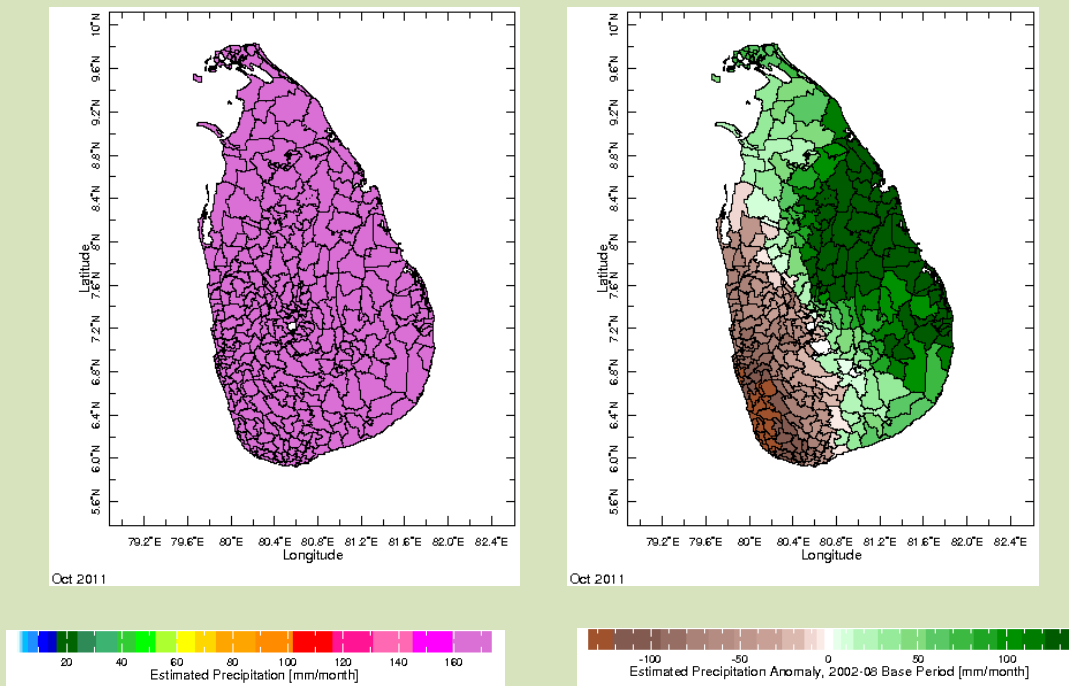 10°N
9.6°N
9.2°N
8.8°N
8.4°N
8°N
7.6°N
7.2°N
6.8°N
6.4°N
6.0°N
5.6°N
Latitude
79.2°E 79.6°E 80°E 80.4°E 80.8°E 81.2°E 81.6°E 82.0°E 82.4°E
Longitude
Oct 2011
20 40 60 80 100 120 140 160
Estimated Precipitation [mm/month]
10°N
9.6°N
9.2°N
8.8°N
8.4°N
8°N
7.6°N
7.2°N
6.8°N
6.4°N
6.0°N
5.6°N
Latitude
79.2°E 79.6°E 80°E 80.4°E 80.8°E 81.2°E 81.6°E 82.0°E 82.4°E
Longitude
Oct 2011
-100 -50 0 50 100
Estimated Precipitation Anomaly, 2002-08 Base Period [mm/month]